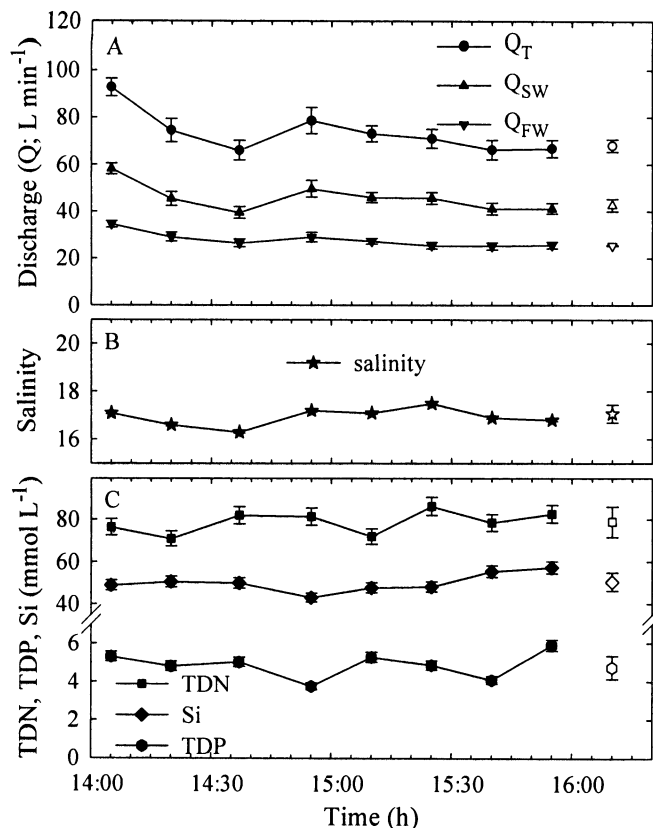 120
100
80
60
40
20
0
Discharge (Q; L min⁻¹)
A
Q_T
Q_SW
Q_FW
20
18
16
Salinity
B
salinity
80
60
40
6
4
2
0
TDN, TDP, Si (mmol L⁻¹)
C
TDN
Si
TDP
14:00 14:30 15:00 15:30 16:00
Time (h)